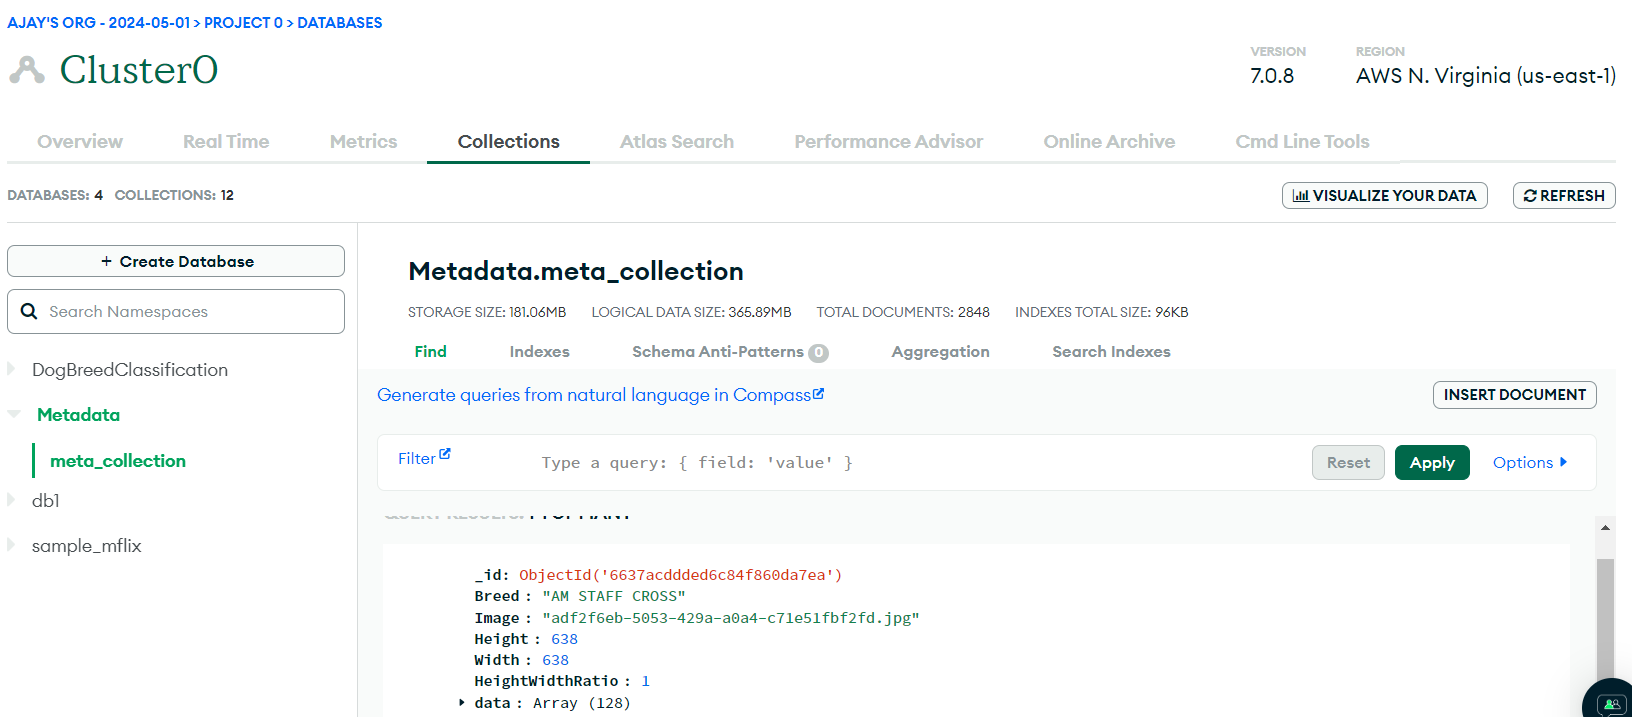 AJAY'S ORG - 2024-05-01 > PROJECT 0 > DATABASES
Cluster0
VERSION
7.0.8
REGION
AWS N. Virginia (us-east-1)
Overview Real Time Metrics Collections Atlas Search Performance Advisor Online Archive Cmd Line Tools
DATABASES: 4 COLLECTIONS: 12
VISUALIZE YOUR DATA REFRESH
+ Create Database
Search Namespaces
DogBreedClassification
Metadata
meta_collection
db1
sample_mflix
Metadata.meta_collection
STORAGE SIZE: 181.06MB LOGICAL DATA SIZE: 365.89MB TOTAL DOCUMENTS: 2848 INDEXES TOTAL SIZE: 96KB
Find Indexes Schema Anti-Patterns 0 Aggregation Search Indexes
Generate queries from natural language in Compass
INSERT DOCUMENT
Filter Type a query: { field: 'value' } Reset Apply Options
_id: ObjectId('6637acddded6c84f860da7ea')
Breed : "AM STAFF CROSS"
Image : "adf2f6eb-5053-429a-a0a4-c71e51fbf2fd.jpg"
Height : 638
Width : 638
HeightWidthRatio : 1
data : Array (128)